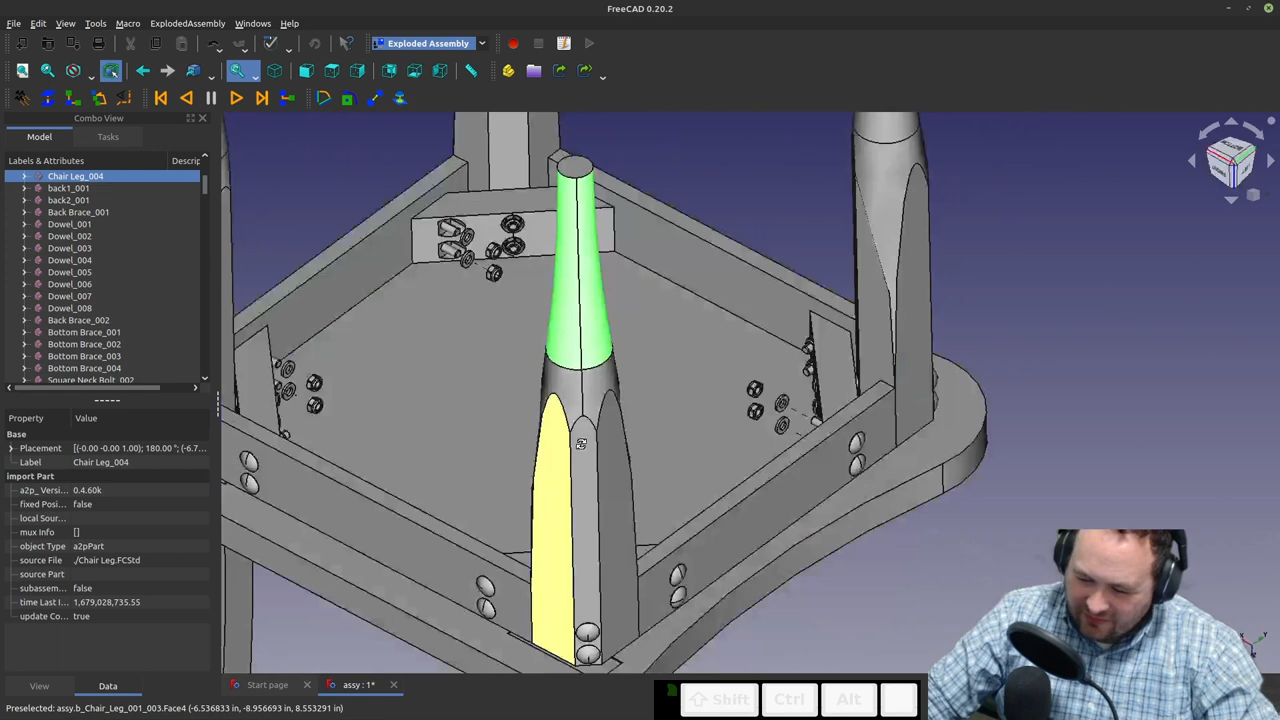 FreeCAD 0.20.2
File Edit View Tools Macro ExplodedAssembly Windows Help
Exploded Assembly
Combo View
Model Tasks
Labels & Attributes Descrip
Chair Leg_004
back1_001
back2_001
Back Brace_001
Dowel_001
Dowel_002
Dowel_003
Dowel_004
Dowel_005
Dowel_006
Dowel_007
Dowel_008
Back Brace_002
Bottom Brace_001
Bottom Brace_002
Bottom Brace_003
Bottom Brace_004
Square Neck Bolt_002
Property Value
Base
Placement [(-0.00 -0.00 1.00); 180.00 °; (-6.7...
Label Chair Leg_004
import Part
a2p_ Versi... 0.4.60k
fixed Posi... false
local Sour...
mux Info []
object Type a2pPart
source File ./Chair Leg.FCStd
source Part
subassem... false
time Last I... 1,679,028,735.55
update Co... true
View Data
Start page assy : 1*
Shift Ctrl Alt
Preselected: assy.b_Chair_Leg_001_003.Face4 (-6.536833 in, -8.956693 in, 8.553291 in)